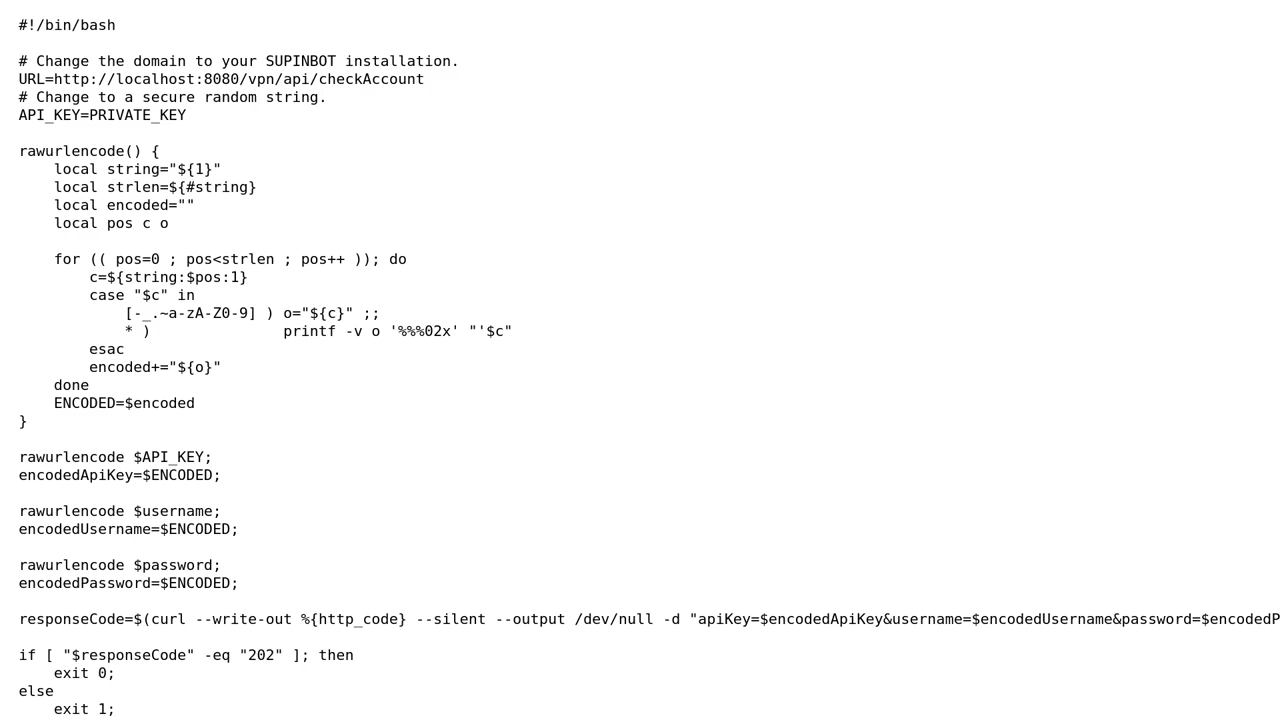 #!/bin/bash

# Change the domain to your SUPINBOT installation.
URL=http://localhost:8080/vpn/api/checkAccount
# Change to a secure random string.
API_KEY=PRIVATE_KEY

rawurlencode() {
    local string="${1}"
    local strlen=${#string}
    local encoded=""
    local pos c o

    for (( pos=0 ; pos<strlen ; pos++ )); do
        c=${string:$pos:1}
        case "$c" in
            [-_.~a-zA-Z0-9] ) o="${c}" ;;
            * )               printf -v o '%%%02x' "'$c"
        esac
        encoded+="${o}"
    done
    ENCODED=$encoded
}

rawurlencode $API_KEY;
encodedApiKey=$ENCODED;

rawurlencode $username;
encodedUsername=$ENCODED;

rawurlencode $password;
encodedPassword=$ENCODED;

responseCode=$(curl --write-out %{http_code} --silent --output /dev/null -d "apiKey=$encodedApiKey&username=$encodedUsername&password=$encodedP

if [ "$responseCode" -eq "202" ]; then
    exit 0;
else
    exit 1;